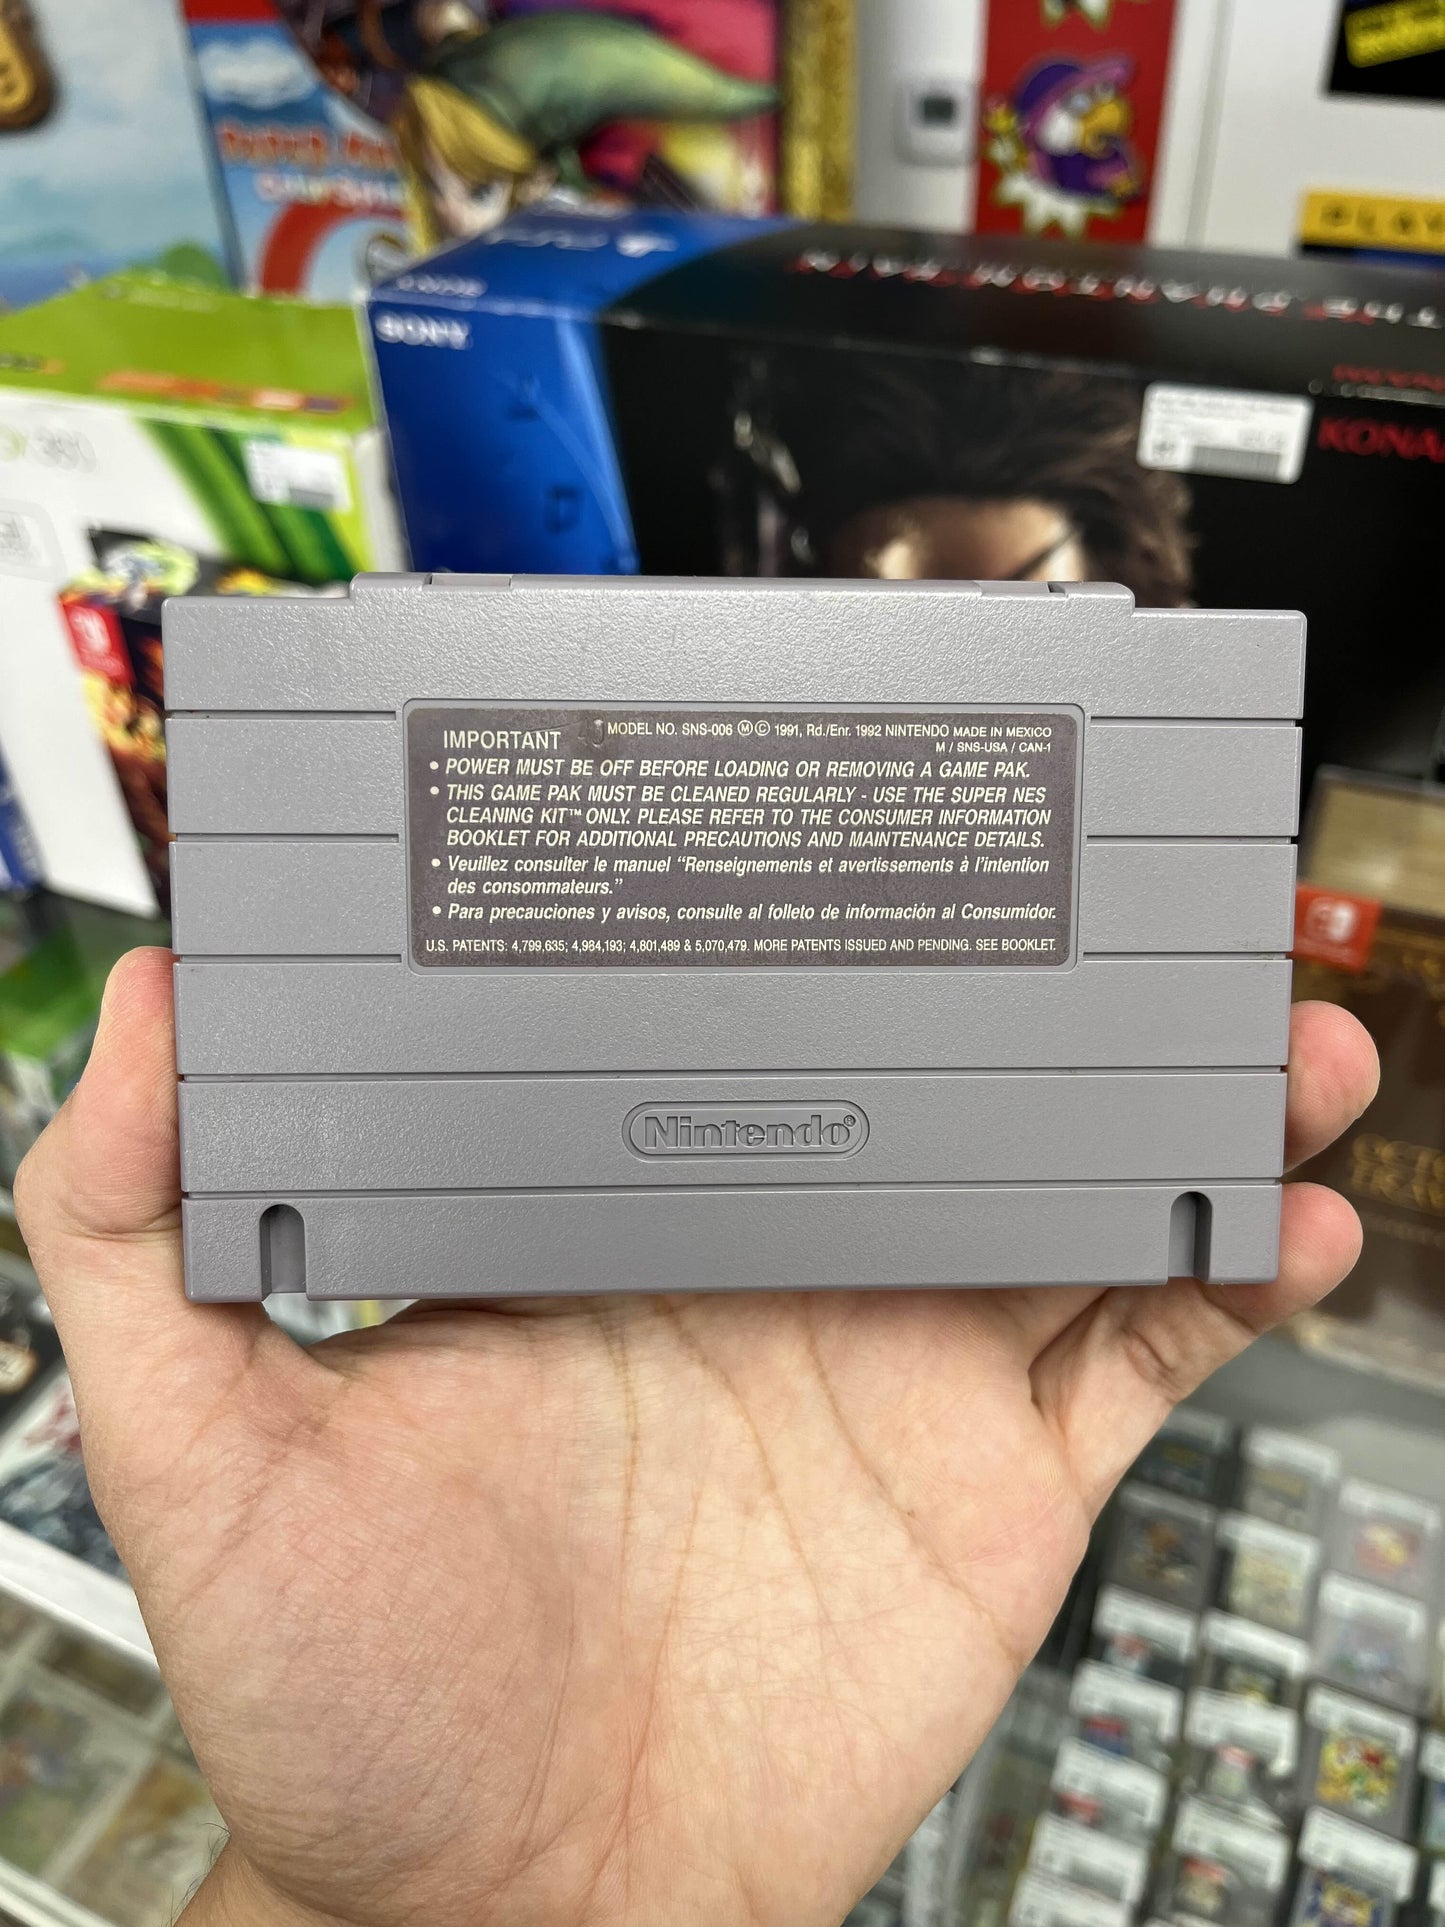 SONY
KONA
PLAY
IMPORTANT
MODEL NO. SNS-006 Ⓜ© 1991, Rd./Enr. 1992 NINTENDO MADE IN MEXICO
M / SNS-USA / CAN-1
• POWER MUST BE OFF BEFORE LOADING OR REMOVING A GAME PAK.
• THIS GAME PAK MUST BE CLEANED REGULARLY - USE THE SUPER NES
CLEANING KIT™ ONLY. PLEASE REFER TO THE CONSUMER INFORMATION
BOOKLET FOR ADDITIONAL PRECAUTIONS AND MAINTENANCE DETAILS.
• Veuillez consulter le manuel “Renseignements et avertissements à l’intention
des consommateurs.”
• Para precauciones y avisos, consulte al folleto de información al Consumidor.
U.S. PATENTS: 4,799,635; 4,984,193; 4,801,489 & 5,070,479. MORE PATENTS ISSUED AND PENDING. SEE BOOKLET.
Nintendo®